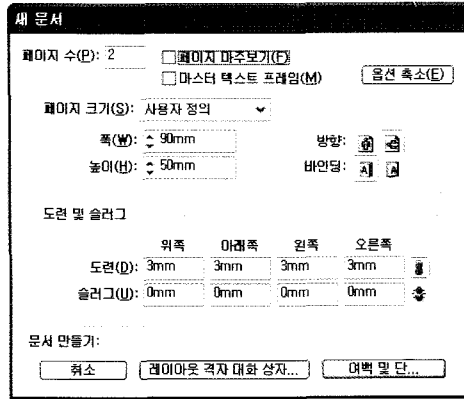 새 문서
페이지 수(P): 2 페이지 마주보기(F)
마스터 텍스트 프레임(M) 옵션 축소(E)
페이지 크기(S): 사용자 정의
폭(W): 90mm 방향:
높이(H): 50mm 바인딩:
도련 및 슬러그
위쪽 아래쪽 왼쪽 오른쪽
도련(D): 3mm 3mm 3mm 3mm
슬러그(U): 0mm 0mm 0mm 0mm
문서 만들기:
취소 레이아웃 격자 대화 상자... 여백 및 단...